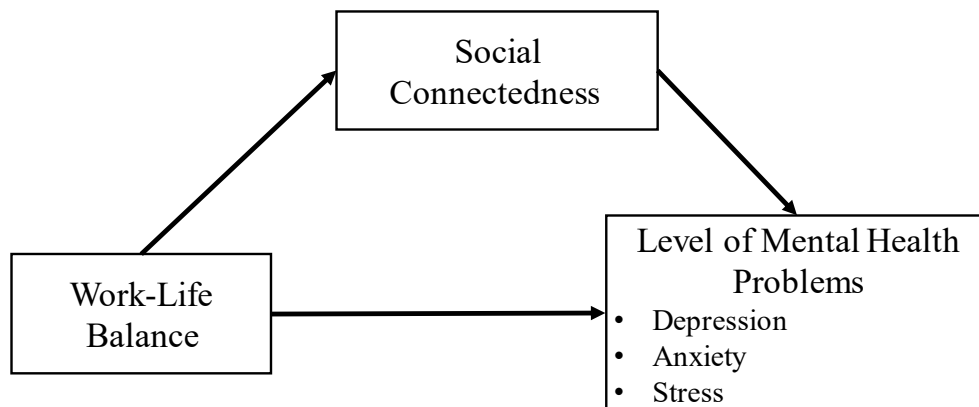 Social
Connectedness
Work-Life
Balance
Level of Mental Health
Problems
• Depression
• Anxiety
• Stress